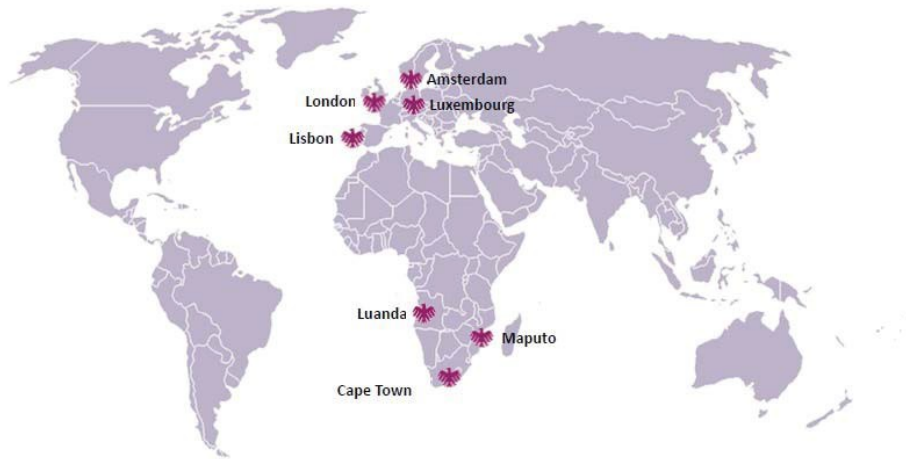 Amsterdam
London
Luxembourg
Lisbon
Luanda
Maputo
Cape Town